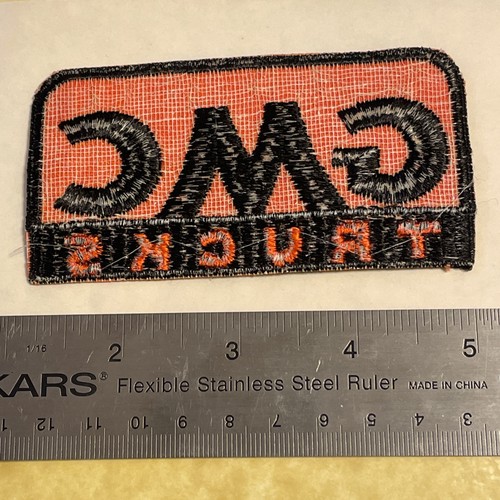 GMC
TRUCKS
1/16 2 3 4 5
KARS® Flexible Stainless Steel Ruler MADE IN CHINA
12 11 10 9 8 7 6 5 4 3